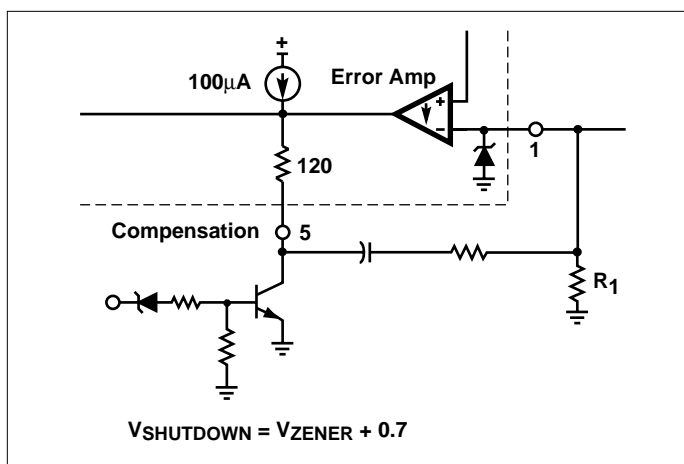 +
100µA
Error Amp
+
−
1
120
Compensation
5
R1
VSHUTDOWN = VZENER + 0.7